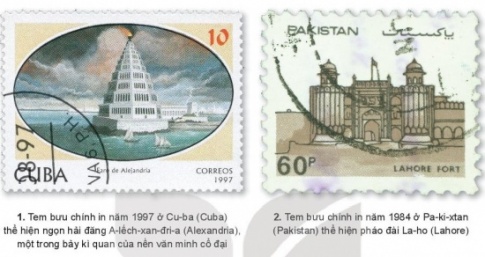 10
Faro de Alejandría
CUBA
CORREOS
1997
PAKISTAN پاکستان
60P
LAHORE FORT
1. Tem bưu chính in năm 1997 ở Cu-ba (Cuba)
thể hiện ngọn hải đăng A-lếch-xan-đri-a (Alexandria),
một trong bảy kì quan của nền văn minh cổ đại
2. Tem bưu chính in năm 1984 ở Pa-ki-xtan
(Pakistan) thể hiện pháo đài La-ho (Lahore)